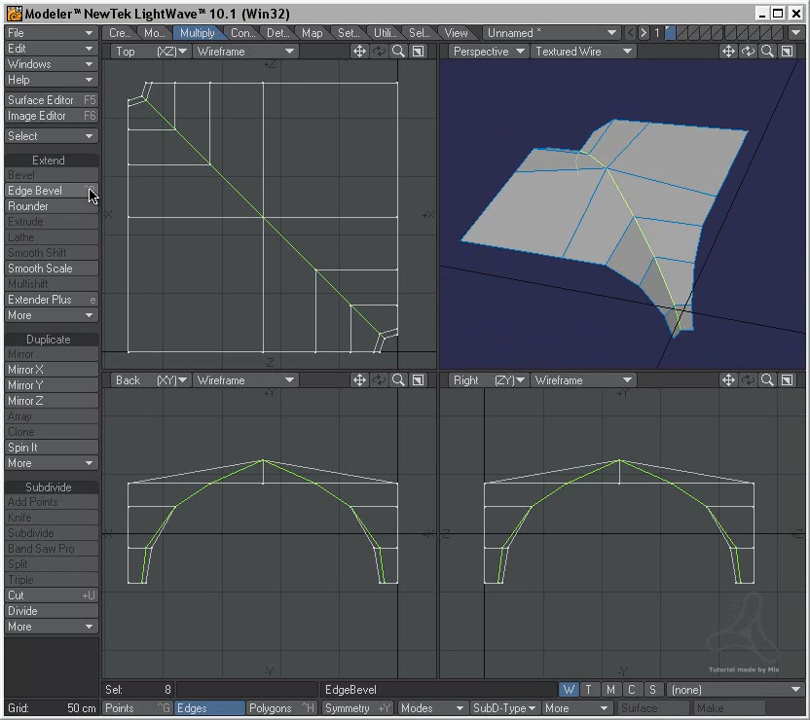 Modeler™ NewTek LightWave™ 10.1 (Win32)
File
Edit
Windows
Help
Surface Editor F5
Image Editor F6
Select
Extend
Bevel
Edge Bevel
Rounder
Extrude
Lathe
Smooth Shift
Smooth Scale
Multishift
Extender Plus e
More
Duplicate
Mirror
Mirror X
Mirror Y
Mirror Z
Array
Clone
Spin It
More
Subdivide
Add Points
Knife
Subdivide
Band Saw Pro
Split
Triple
Cut +U
Divide
More
Grid: 50 cm
Cre... Mo... Multiply Con... Det... Map Set... Utili... Sel... View Unnamed * 1
Top (XZ) Wireframe
Perspective Textured Wire
Back (XY) Wireframe
Right (ZY) Wireframe
Tutorial made by Mix
Sel: 8 EdgeBevel W T M C S (none)
Points ^G Edges Polygons ^H Symmetry +Y Modes SubD-Type More Surface Make